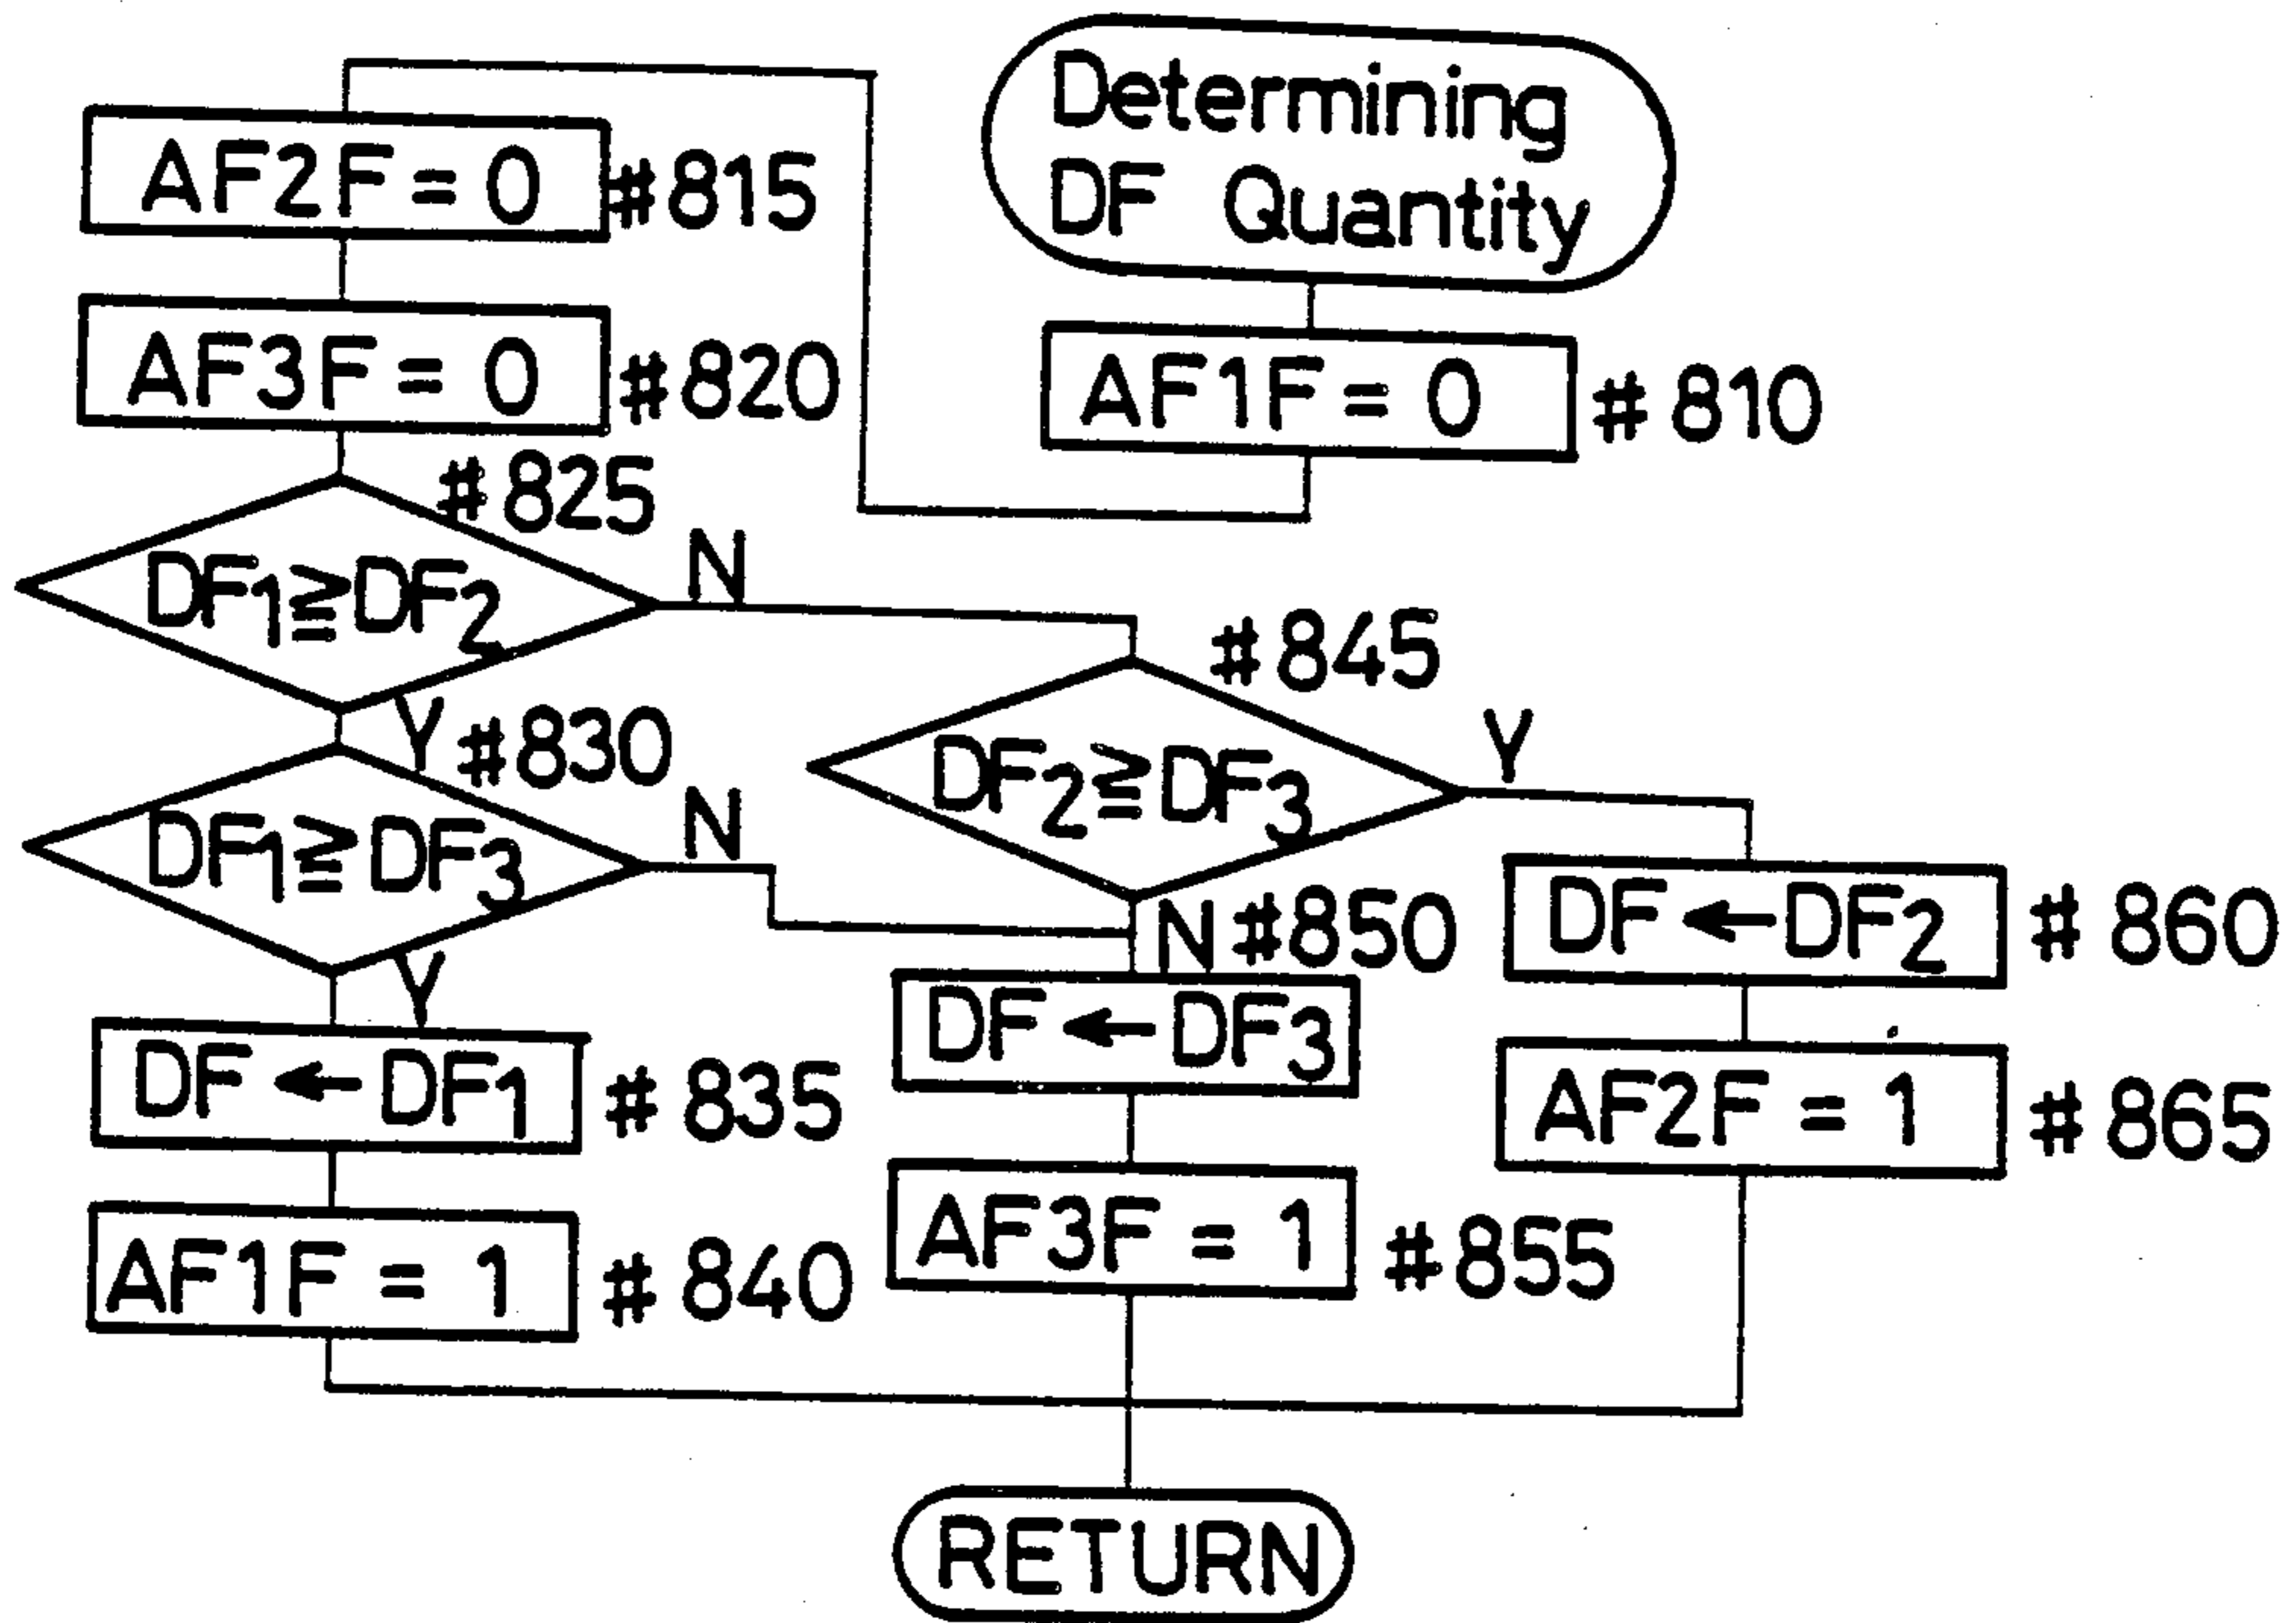 Determining
DF Quantity
AF1F = 0 #810
AF2F = 0 #815
AF3F = 0 #820
#825
DF1≧DF2
N
Y
#830
DF1≧DF3
N
Y
DF ← DF1 #835
AF1F = 1 #840
#845
DF2≧DF3
Y
N
#850
DF ← DF3
AF3F = 1 #855
DF ← DF2 #860
AF2F = 1 #865
RETURN